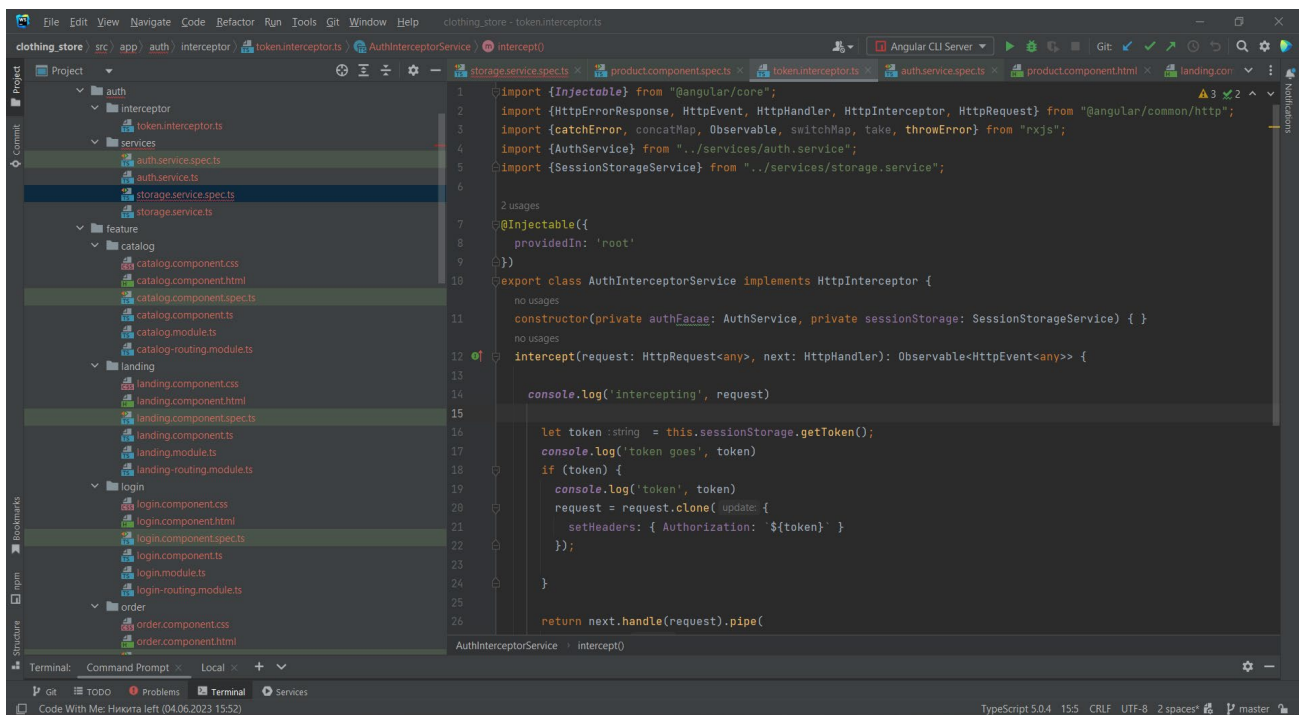 File Edit View Navigate Code Refactor Run Tools Git Window Help clothing_store - token.interceptor.ts
clothing_store src app auth interceptor token.interceptor.ts AuthInterceptorService intercept() Angular CLI Server Git:
Project
storage.service.spec.ts product.component.spec.ts token.interceptor.ts auth.service.spec.ts product.component.html landing.com
auth
interceptor
token.interceptor.ts
services
auth.service.spec.ts
auth.service.ts
storage.service.spec.ts
storage.service.ts
feature
catalog
catalog.component.css
catalog.component.html
catalog.component.spec.ts
catalog.component.ts
catalog.module.ts
catalog-routing.module.ts
landing
landing.component.css
landing.component.html
landing.component.spec.ts
landing.component.ts
landing.module.ts
landing-routing.module.ts
login
login.component.css
login.component.html
login.component.spec.ts
login.component.ts
login.module.ts
login-routing.module.ts
order
order.component.css
order.component.html
1 import {Injectable} from "@angular/core";
2 import {HttpErrorResponse, HttpEvent, HttpHandler, HttpInterceptor, HttpRequest} from "@angular/common/http";
3 import {catchError, concatMap, Observable, switchMap, take, throwError} from "rxjs";
4 import {AuthService} from "../services/auth.service";
5 import {SessionStorageService} from "../services/storage.service";
6
2 usages
7 @Injectable({
8 providedIn: 'root'
9 })
10 export class AuthInterceptorService implements HttpInterceptor {
no usages
11 constructor(private authFacae: AuthService, private sessionStorage: SessionStorageService) { }
no usages
12 intercept(request: HttpRequest<any>, next: HttpHandler): Observable<HttpEvent<any>> {
13
14 console.log('intercepting', request)
15
16 let token : string = this.sessionStorage.getToken();
17 console.log('token goes', token)
18 if (token) {
19 console.log('token', token)
20 request = request.clone( update: {
21 setHeaders: { Authorization: `${token}` }
22 });
23
24 }
25
26 return next.handle(request).pipe(
3 2
AuthInterceptorService intercept()
Project
Commit
Bookmarks
npm
Structure
Notifications
Terminal: Command Prompt Local
Git TODO Problems Terminal Services
Code With Me: Никита left (04.06.2023 15:52) TypeScript 5.0.4 15:5 CRLF UTF-8 2 spaces* master